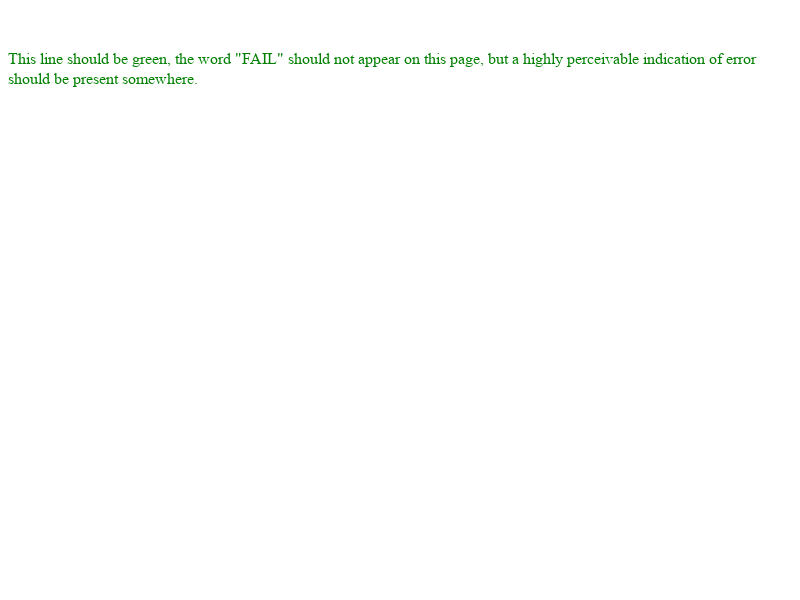 This line should be green, the word "FAIL" should not appear on this page, but a highly perceivable indication of error
should be present somewhere.